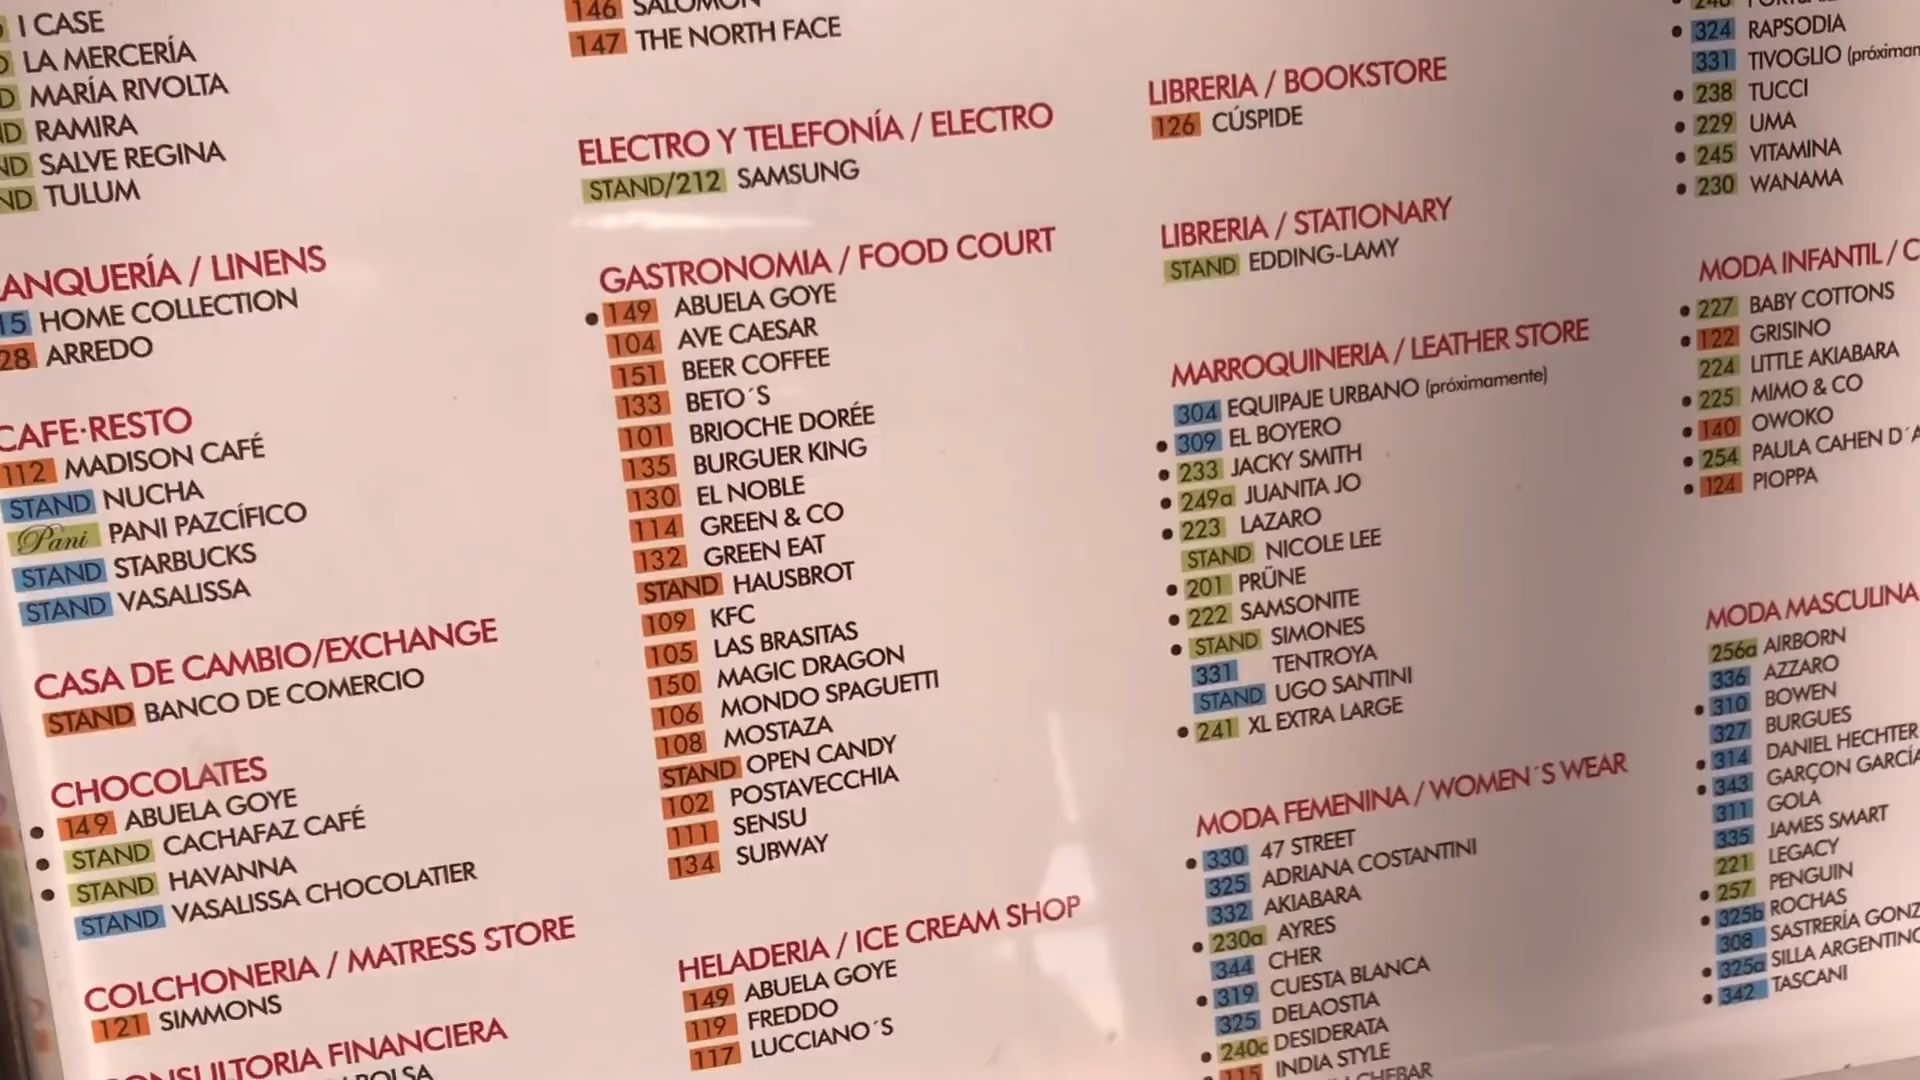 I CASE
LA MERCERÍA
MARÍA RIVOLTA
RAMIRA
SALVE REGINA
TULUM
ANQUERÍA / LINENS
15 HOME COLLECTION
28 ARREDO
CAFE·RESTO
112 MADISON CAFÉ
STAND NUCHA
Pani PANI PAZCÍFICO
STAND STARBUCKS
STAND VASALISSA
CASA DE CAMBIO/EXCHANGE
STAND BANCO DE COMERCIO
CHOCOLATES
149 ABUELA GOYE
STAND CACHAFAZ CAFÉ
STAND HAVANNA
STAND VASALISSA CHOCOLATIER
COLCHONERIA / MATRESS STORE
121 SIMMONS
NSULTORIA FINANCIERA
BOLSA
146 SALOMON
147 THE NORTH FACE
ELECTRO Y TELEFONÍA / ELECTRO
STAND/212 SAMSUNG
GASTRONOMIA / FOOD COURT
149 ABUELA GOYE
104 AVE CAESAR
151 BEER COFFEE
133 BETO´S
101 BRIOCHE DORÉE
135 BURGUER KING
130 EL NOBLE
114 GREEN & CO
132 GREEN EAT
STAND HAUSBROT
109 KFC
105 LAS BRASITAS
150 MAGIC DRAGON
106 MONDO SPAGUETTI
108 MOSTAZA
STAND OPEN CANDY
102 POSTAVECCHIA
111 SENSU
134 SUBWAY
HELADERIA / ICE CREAM SHOP
149 ABUELA GOYE
119 FREDDO
117 LUCCIANO´S
LIBRERIA / BOOKSTORE
126 CÚSPIDE
LIBRERIA / STATIONARY
STAND EDDING-LAMY
MARROQUINERIA / LEATHER STORE
304 EQUIPAJE URBANO (próximamente)
309 EL BOYERO
233 JACKY SMITH
249a JUANITA JO
223 LAZARO
STAND NICOLE LEE
201 PRÜNE
222 SAMSONITE
STAND SIMONES
331 TENTROYA
STAND UGO SANTINI
241 XL EXTRA LARGE
MODA FEMENINA / WOMEN´S WEAR
330 47 STREET
325 ADRIANA COSTANTINI
332 AKIABARA
230a AYRES
344 CHER
319 CUESTA BLANCA
325 DELAOSTIA
240c DESIDERATA
115 INDIA STYLE
CHEBAR
324 RAPSODIA
331 TIVOGLIO (próximan
238 TUCCI
229 UMA
245 VITAMINA
230 WANAMA
MODA INFANTIL / C
227 BABY COTTONS
122 GRISINO
224 LITTLE AKIABARA
225 MIMO & CO
140 OWOKO
254 PAULA CAHEN D´A
124 PIOPPA
MODA MASCULINA
256a AIRBORN
336 AZZARO
310 BOWEN
327 BURGUES
314 DANIEL HECHTER
343 GARÇON GARCÍA
311 GOLA
335 JAMES SMART
221 LEGACY
257 PENGUIN
325b ROCHAS
308 SASTRERÍA GONZ
325a SILLA ARGENTINO
342 TASCANI